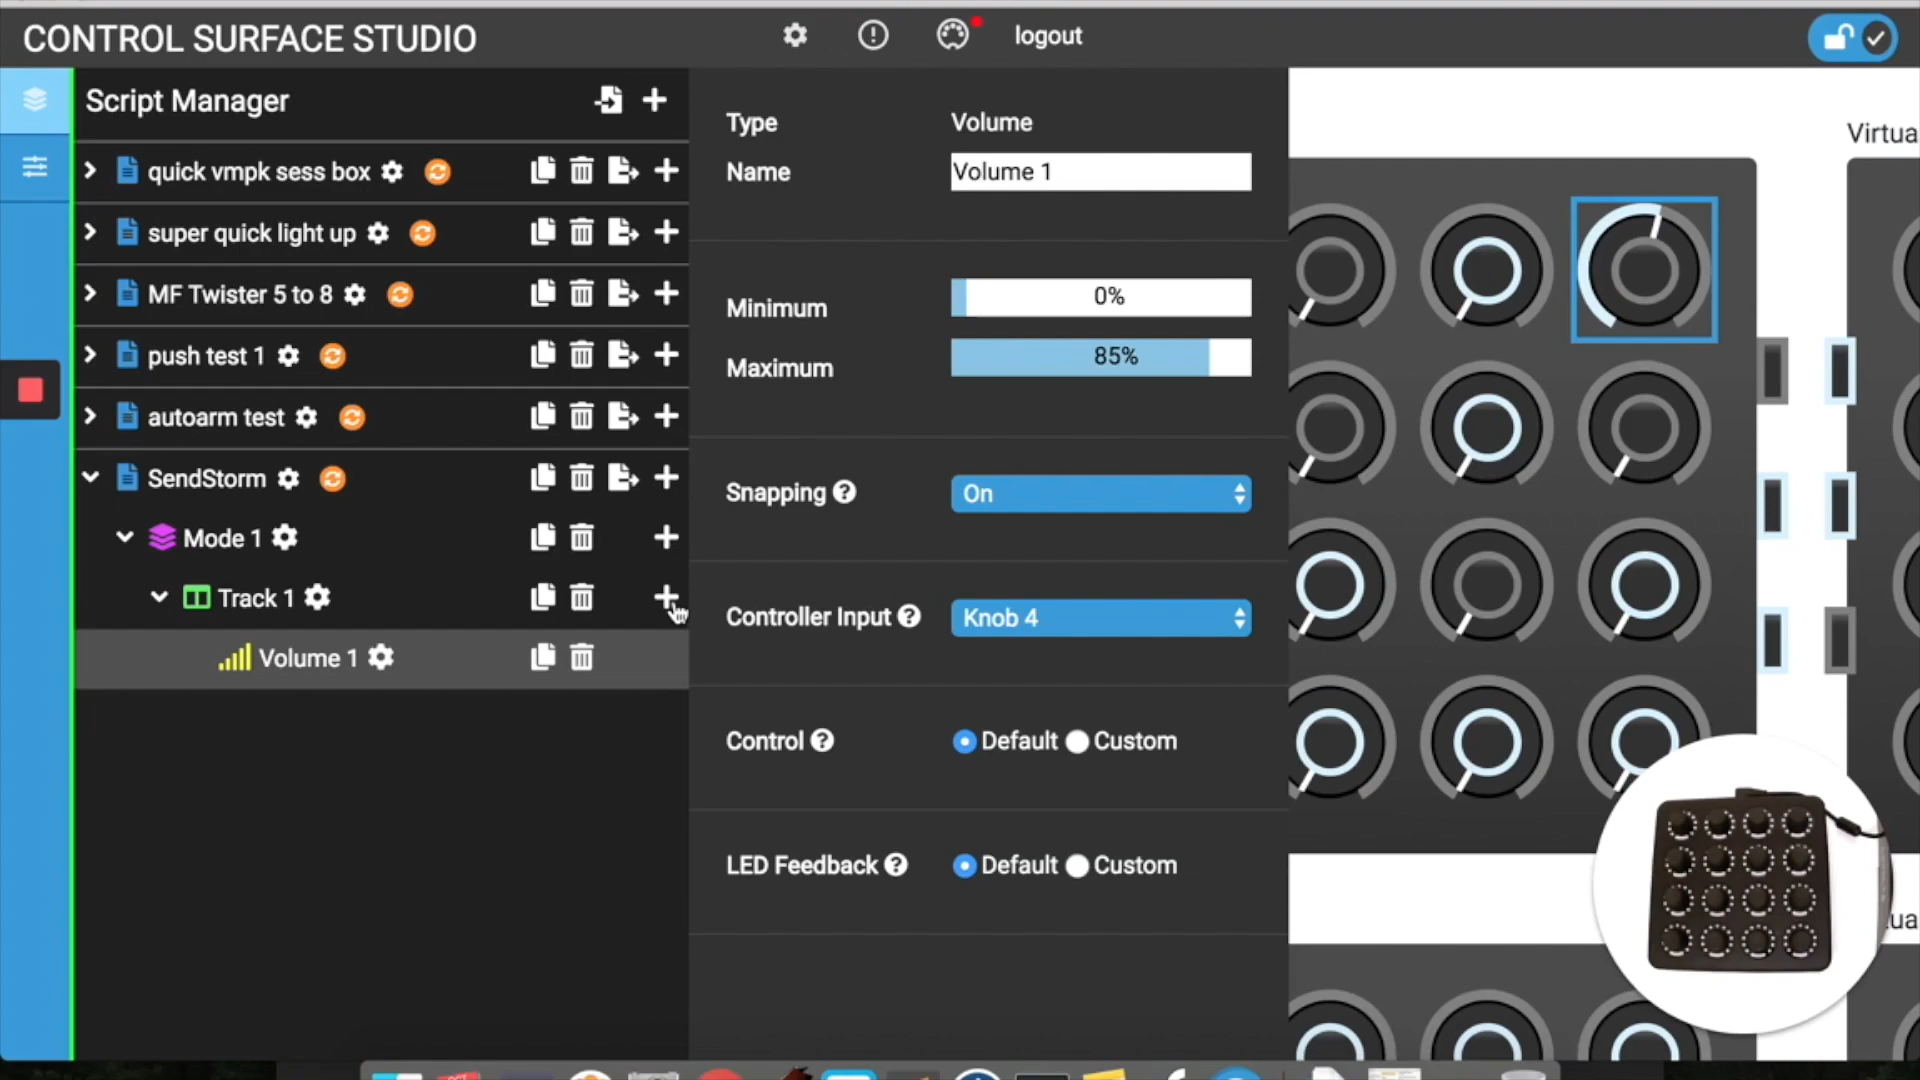 CONTROL SURFACE STUDIO
logout
Script Manager
quick vmpk sess box
super quick light up
MF Twister 5 to 8
push test 1
autoarm test
SendStorm
Mode 1
Track 1
Volume 1
Type Volume
Name Volume 1
Minimum 0%
Maximum 85%
Snapping On
Controller Input Knob 4
Control Default Custom
LED Feedback Default Custom
Virtua
ua